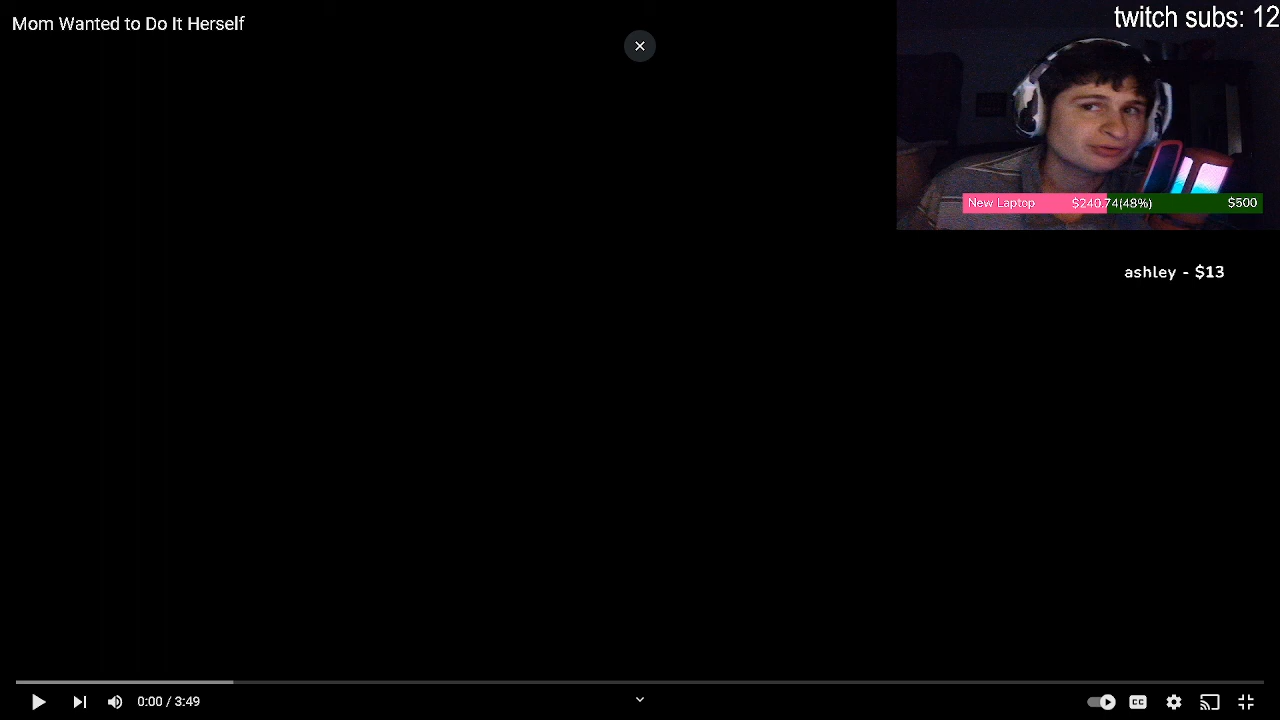 Mom Wanted to Do It Herself
twitch subs: 12
New Laptop $240.74(48%) $500
ashley - $13
0:00 / 3:49
CC